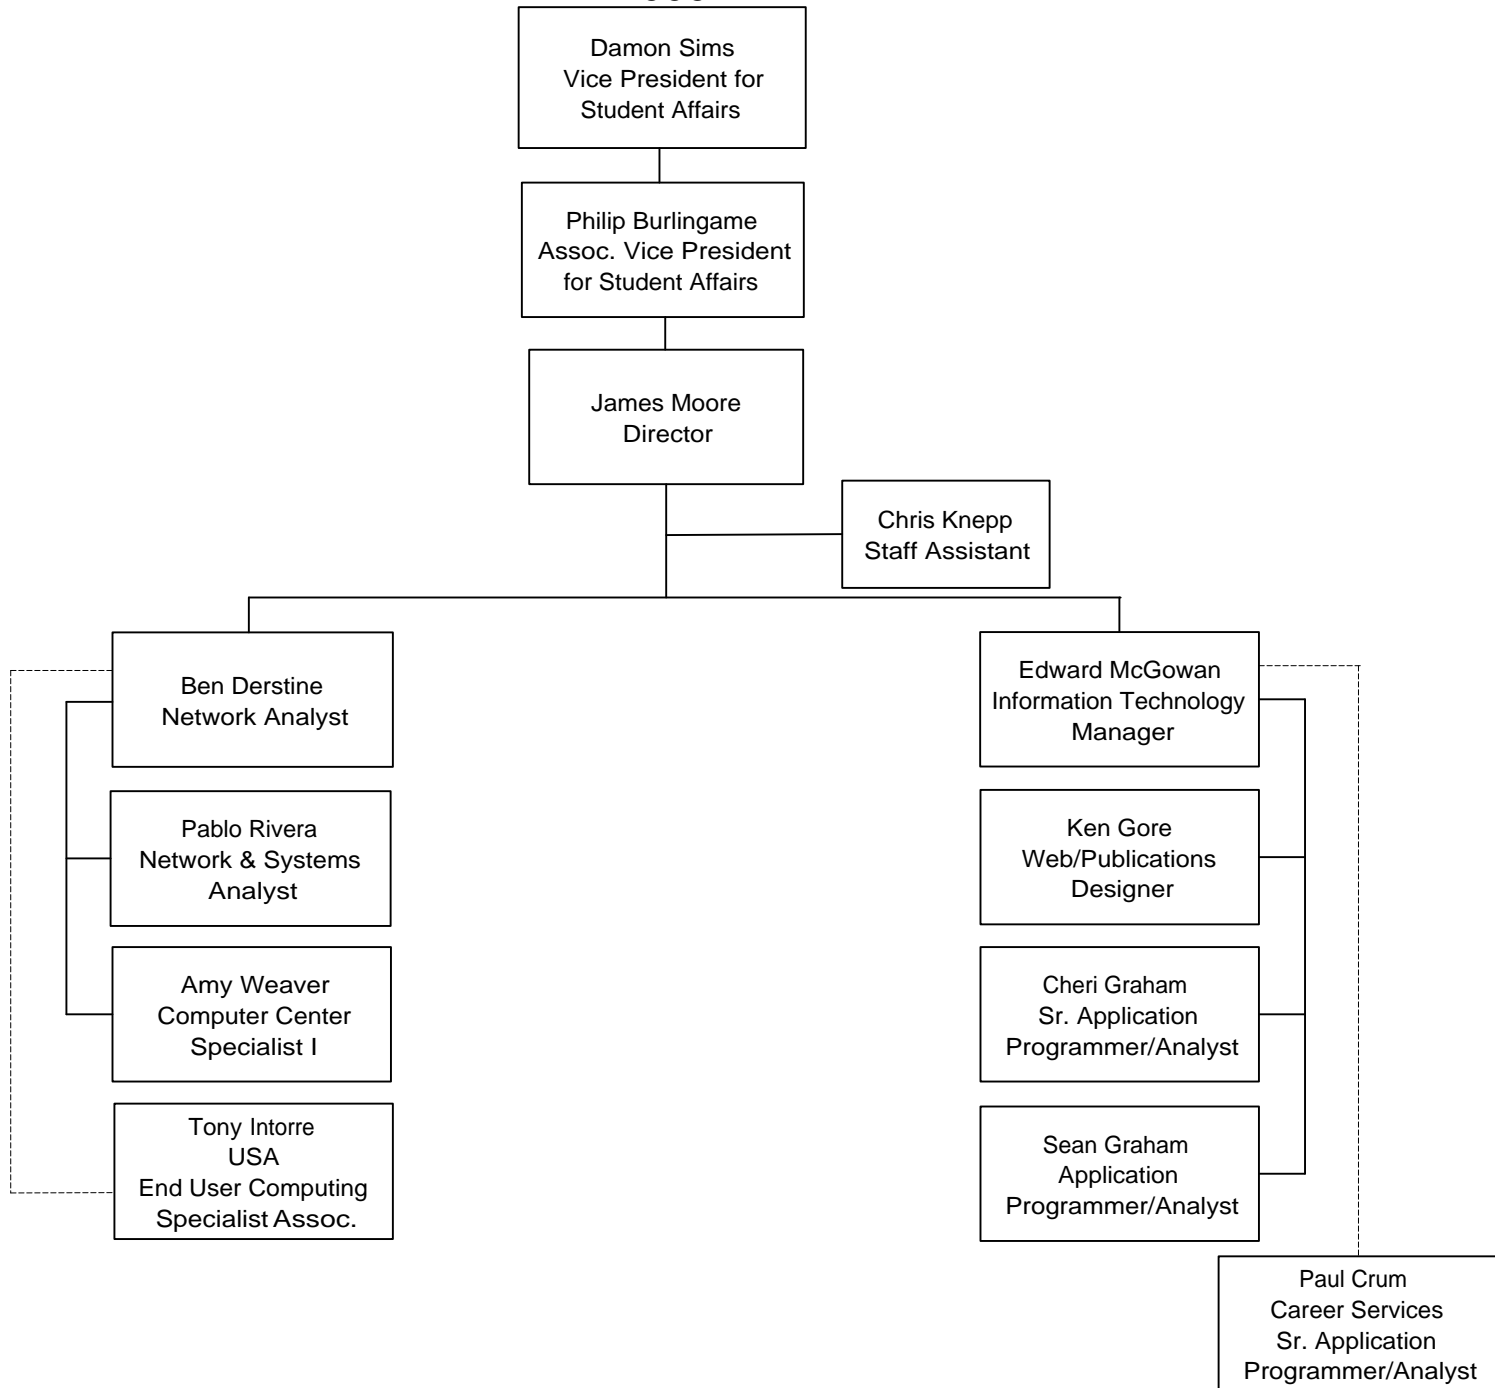 Damon Sims
Vice President for
Student Affairs
Philip Burlingame
Assoc. Vice President
for Student Affairs
James Moore
Director
Chris Knepp
Staff Assistant
Ben Derstine
Network Analyst
Edward McGowan
Information Technology
Manager
Pablo Rivera
Network & Systems
Analyst
Ken Gore
Web/Publications
Designer
Amy Weaver
Computer Center
Specialist I
Cheri Graham
Sr. Application
Programmer/Analyst
Tony Intorre
USA
End User Computing
Specialist Assoc.
Sean Graham
Application
Programmer/Analyst
Paul Crum
Career Services
Sr. Application
Programmer/Analyst